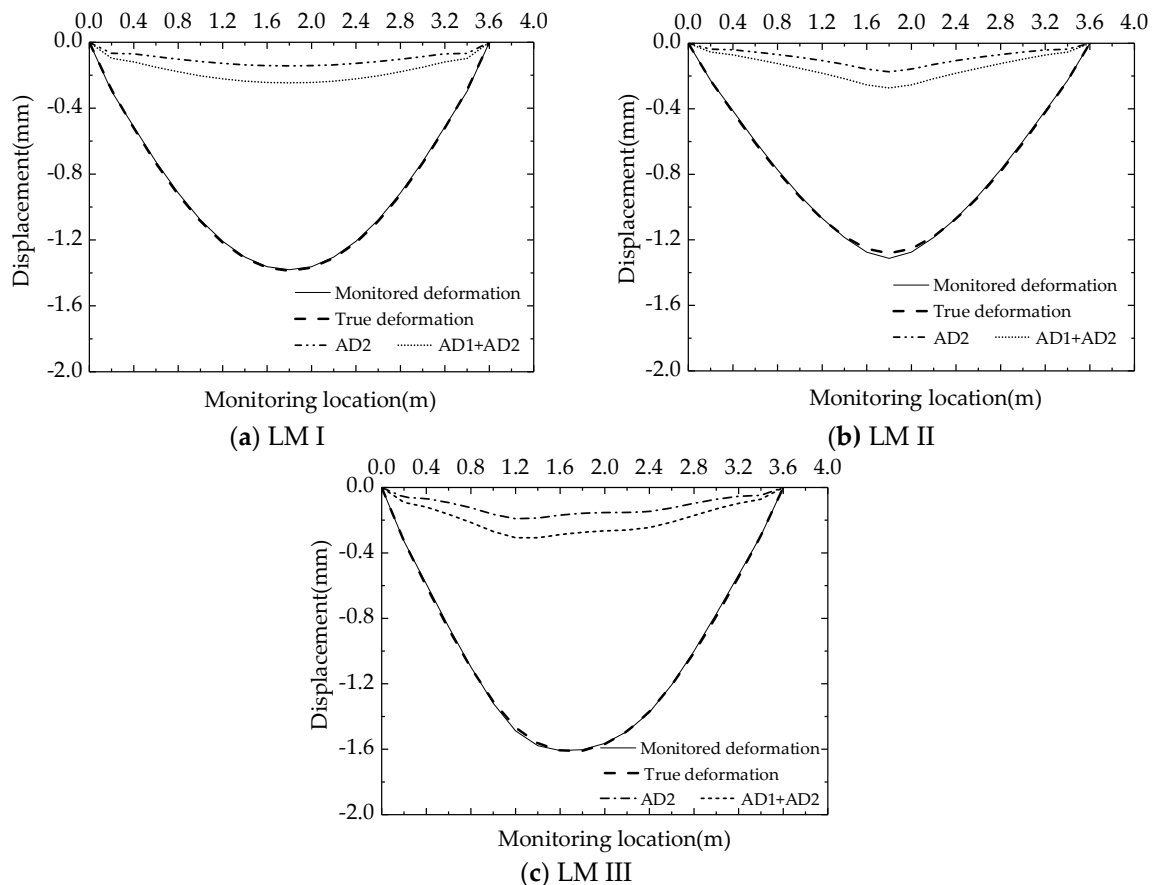 0.0 0.4 0.8 1.2 1.6 2.0 2.4 2.8 3.2 3.6 4.0
0.0
-0.4
-0.8
-1.2
-1.6
-2.0
Displacement(mm)
Monitored deformation
True deformation
AD2 AD1+AD2
Monitoring location(m)
(a) LM I
0.0 0.4 0.8 1.2 1.6 2.0 2.4 2.8 3.2 3.6 4.0
0.0
-0.4
-0.8
-1.2
-1.6
-2.0
Displacement(mm)
Monitored deformation
True deformation
AD2 AD1+AD2
Monitoring location(m)
(b) LM II
0.0 0.4 0.8 1.2 1.6 2.0 2.4 2.8 3.2 3.6 4.0
0.0
-0.4
-0.8
-1.2
-1.6
-2.0
Displacement(mm)
Monitored deformation
True deformation
AD2 AD1+AD2
Monitoring location(m)
(c) LM III